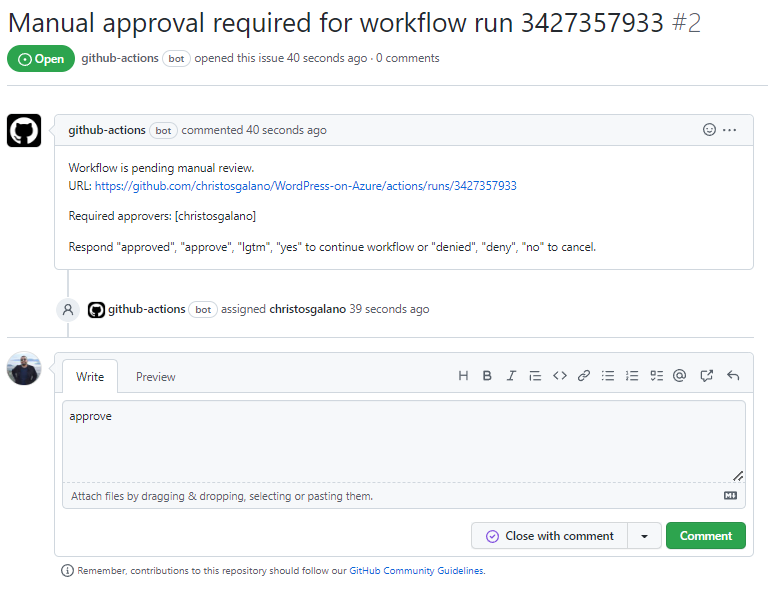 Manual approval required for workflow run 3427357933 #2
Open github-actions bot opened this issue 40 seconds ago · 0 comments
github-actions bot commented 40 seconds ago
Workflow is pending manual review.
URL: https://github.com/christosgalano/WordPress-on-Azure/actions/runs/3427357933
Required approvers: [christosgalano]
Respond "approved", "approve", "lgtm", "yes" to continue workflow or "denied", "deny", "no" to cancel.
github-actions bot assigned christosgalano 39 seconds ago
Write Preview H B I
approve
Attach files by dragging & dropping, selecting or pasting them.
Close with comment Comment
Remember, contributions to this repository should follow our GitHub Community Guidelines.